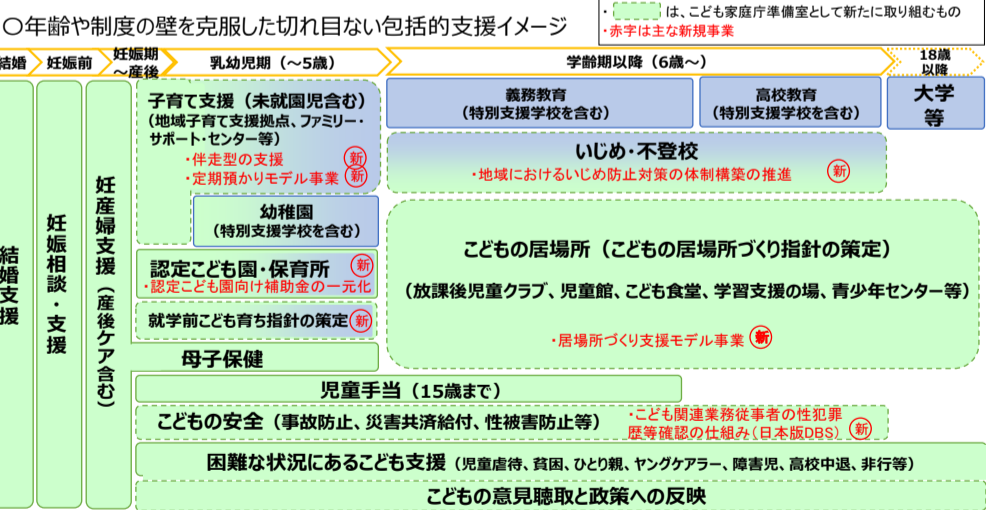 〇年齢や制度の壁を克服した切れ目ない包括的支援イメージ
・ は、こども家庭庁準備室として新たに取り組むもの
・赤字は主な新規事業
結婚
妊娠前
妊娠期
～産後
乳幼児期（～5歳）
学齢期以降（6歳～）
18歳
以降
結婚支援
妊娠相談・支援
妊産婦支援（産後ケア含む）
子育て支援（未就園児含む）
（地域子育て支援拠点、ファミリー・
サポート・センター等）
・伴走型の支援 新
・定期預かりモデル事業 新
幼稚園
（特別支援学校を含む）
認定こども園・保育所 新
・認定こども園向け補助金の一元化
就学前こども育ち指針の策定 新
母子保健
義務教育
（特別支援学校を含む）
高校教育
（特別支援学校を含む）
大学
等
いじめ・不登校
・地域におけるいじめ防止対策の体制構築の推進 新
こどもの居場所（こどもの居場所づくり指針の策定）
（放課後児童クラブ、児童館、こども食堂、学習支援の場、青少年センター等）
・居場所づくり支援モデル事業 新
児童手当（15歳まで）
こどもの安全（事故防止、災害共済給付、性被害防止等）
・こども関連業務従事者の性犯罪
歴等確認の仕組み（日本版DBS） 新
困難な状況にあるこども支援（児童虐待、貧困、ひとり親、ヤングケアラー、障害児、高校中退、非行等）
こどもの意見聴取と政策への反映